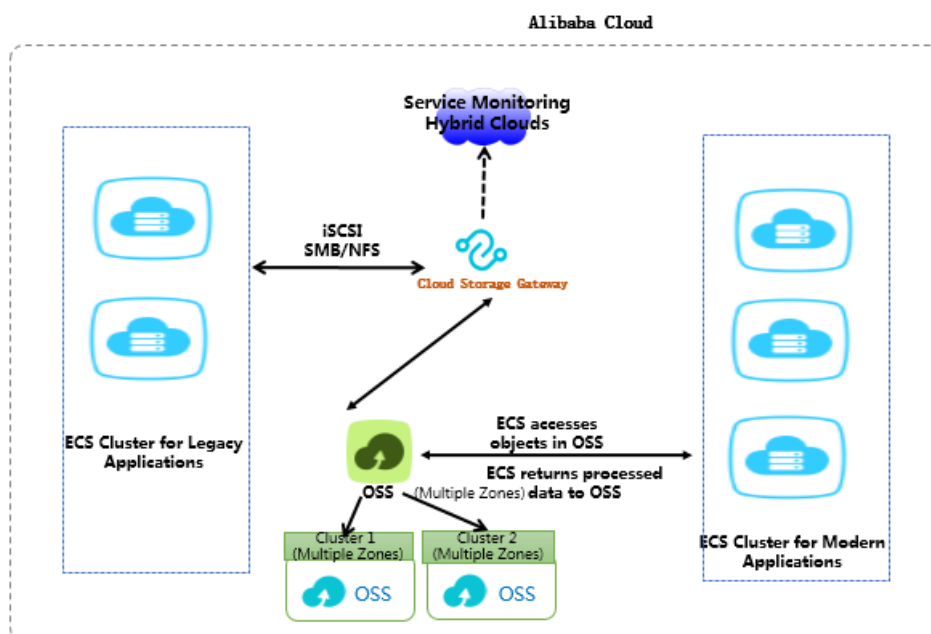 Alibaba Cloud
Service Monitoring
Hybrid Clouds
iSCSI
SMB/NFS
Cloud Storage Gateway
ECS Cluster for Legacy
Applications
ECS accesses
objects in OSS
ECS returns processed
data to OSS
OSS (Multiple Zones)
Cluster 1
(Multiple Zones)
OSS
Cluster 2
(Multiple Zones)
OSS
ECS Cluster for Modern
Applications